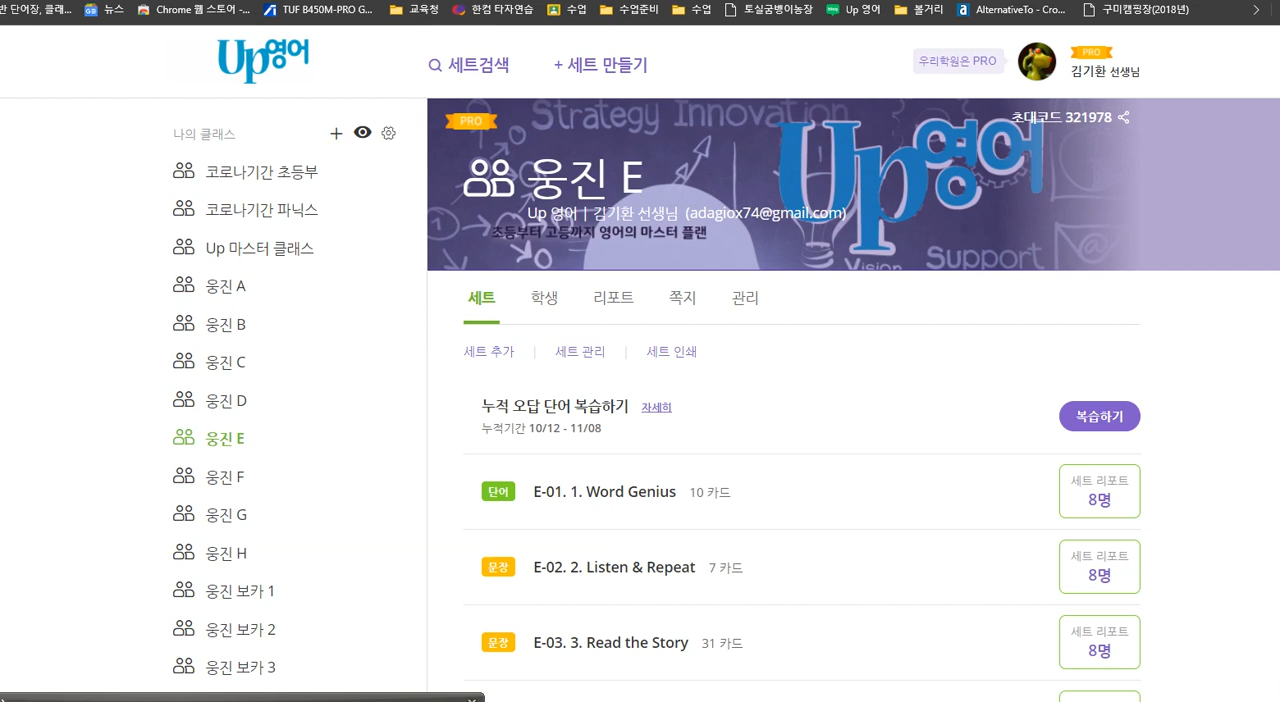 반 단어장, 클래...
뉴스
Chrome 웹 스토어 -...
TUF B450M-PRO G...
교육청
한컴 타자연습
수업
수업준비
수업
토실굼벵이농장
Up 영어
볼거리
AlternativeTo - Cro...
구미캠핑장(2018년)
Up영어
세트검색
+ 세트 만들기
우리학원은 PRO
PRO
김기환 선생님
나의 클래스
코로나기간 초등부
코로나기간 파닉스
Up 마스터 클래스
웅진 A
웅진 B
웅진 C
웅진 D
웅진 E
웅진 F
웅진 G
웅진 H
웅진 보카 1
웅진 보카 2
웅진 보카 3
PRO
Strategy Innovation
초대코드 321978
웅진 E
Up영어
Up 영어 | 김기환 선생님 (adagiox74@gmail.com)
초등부터 고등까지 영어의 마스터 플랜
Vision
Support
세트 학생 리포트 쪽지 관리
세트 추가 | 세트 관리 | 세트 인쇄
누적 오답 단어 복습하기 자세히
누적기간 10/12 - 11/08
복습하기
단어 E-01. 1. Word Genius 10 카드
세트 리포트
8명
문장 E-02. 2. Listen & Repeat 7 카드
세트 리포트
8명
문장 E-03. 3. Read the Story 31 카드
세트 리포트
8명